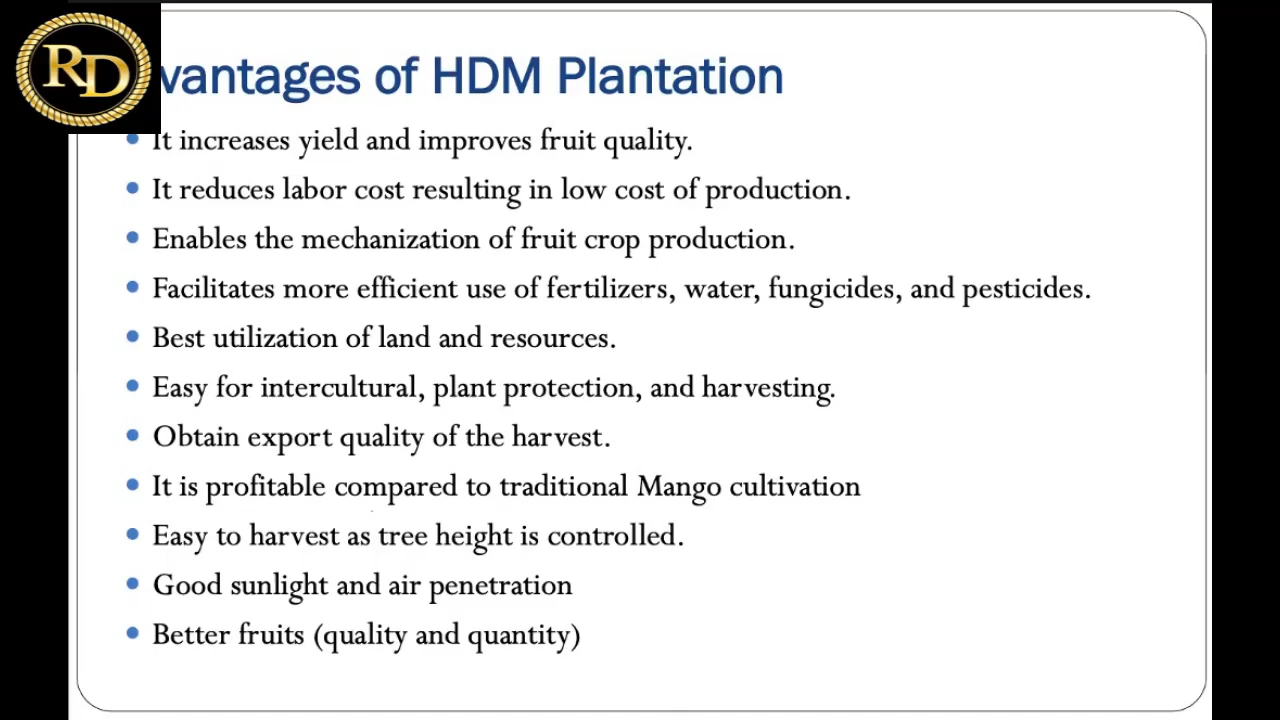 RD
vantages of HDM Plantation
It increases yield and improves fruit quality.
It reduces labor cost resulting in low cost of production.
Enables the mechanization of fruit crop production.
Facilitates more efficient use of fertilizers, water, fungicides, and pesticides.
Best utilization of land and resources.
Easy for intercultural, plant protection, and harvesting.
Obtain export quality of the harvest.
It is profitable compared to traditional Mango cultivation
Easy to harvest as tree height is controlled.
Good sunlight and air penetration
Better fruits (quality and quantity)